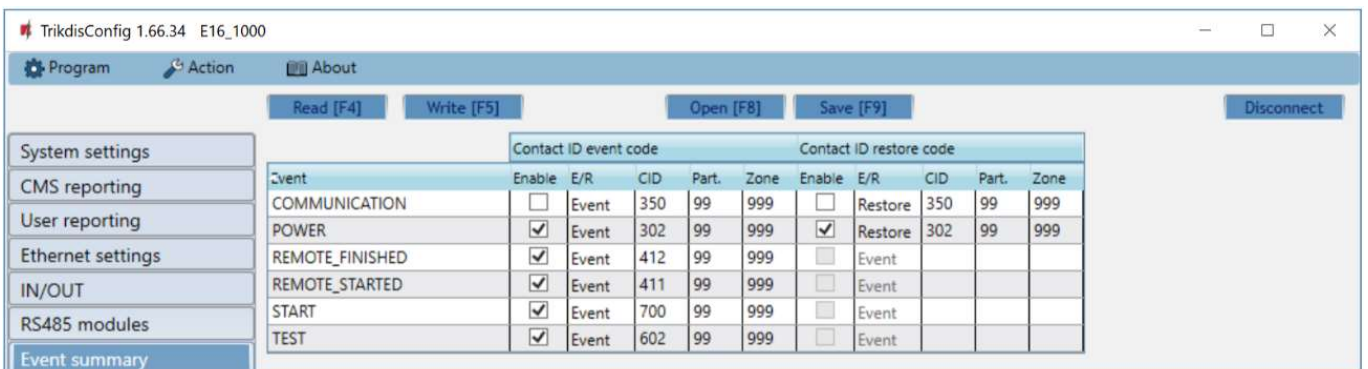 TrikdisConfig 1.66.34 E16_1000
Program Action About
Read [F4] Write [F5] Open [F8] Save [F9] Disconnect
System settings
CMS reporting
User reporting
Ethernet settings
IN/OUT
RS485 modules
Event summary
Contact ID event code Contact ID restore code
Event Enable E/R CID Part. Zone Enable E/R CID Part. Zone
COMMUNICATION Event 350 99 999 Restore 350 99 999
POWER Event 302 99 999 Restore 302 99 999
REMOTE_FINISHED Event 412 99 999 Event
REMOTE_STARTED Event 411 99 999 Event
START Event 700 99 999 Event
TEST Event 602 99 999 Event